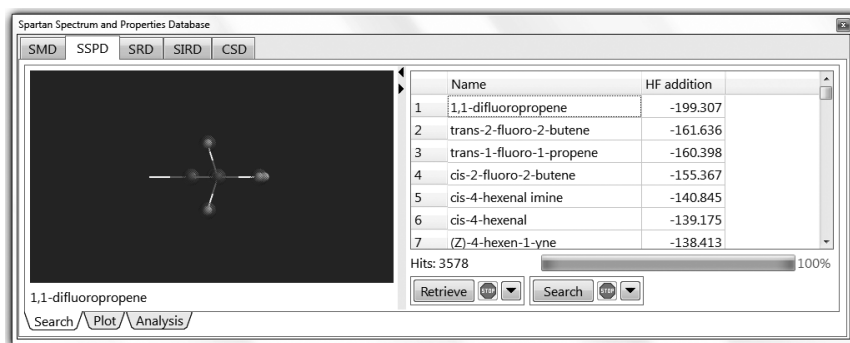 Spartan Spectrum and Properties Database
SMD SSPD SRD SIRD CSD
Name HF addition
1 1,1-difluoropropene -199.307
2 trans-2-fluoro-2-butene -161.636
3 trans-1-fluoro-1-propene -160.398
4 cis-2-fluoro-2-butene -155.367
5 cis-4-hexenal imine -140.845
6 cis-4-hexenal -139.175
7 (Z)-4-hexen-1-yne -138.413
Hits: 3578 100%
Retrieve STOP Search STOP
1,1-difluoropropene
Search Plot Analysis